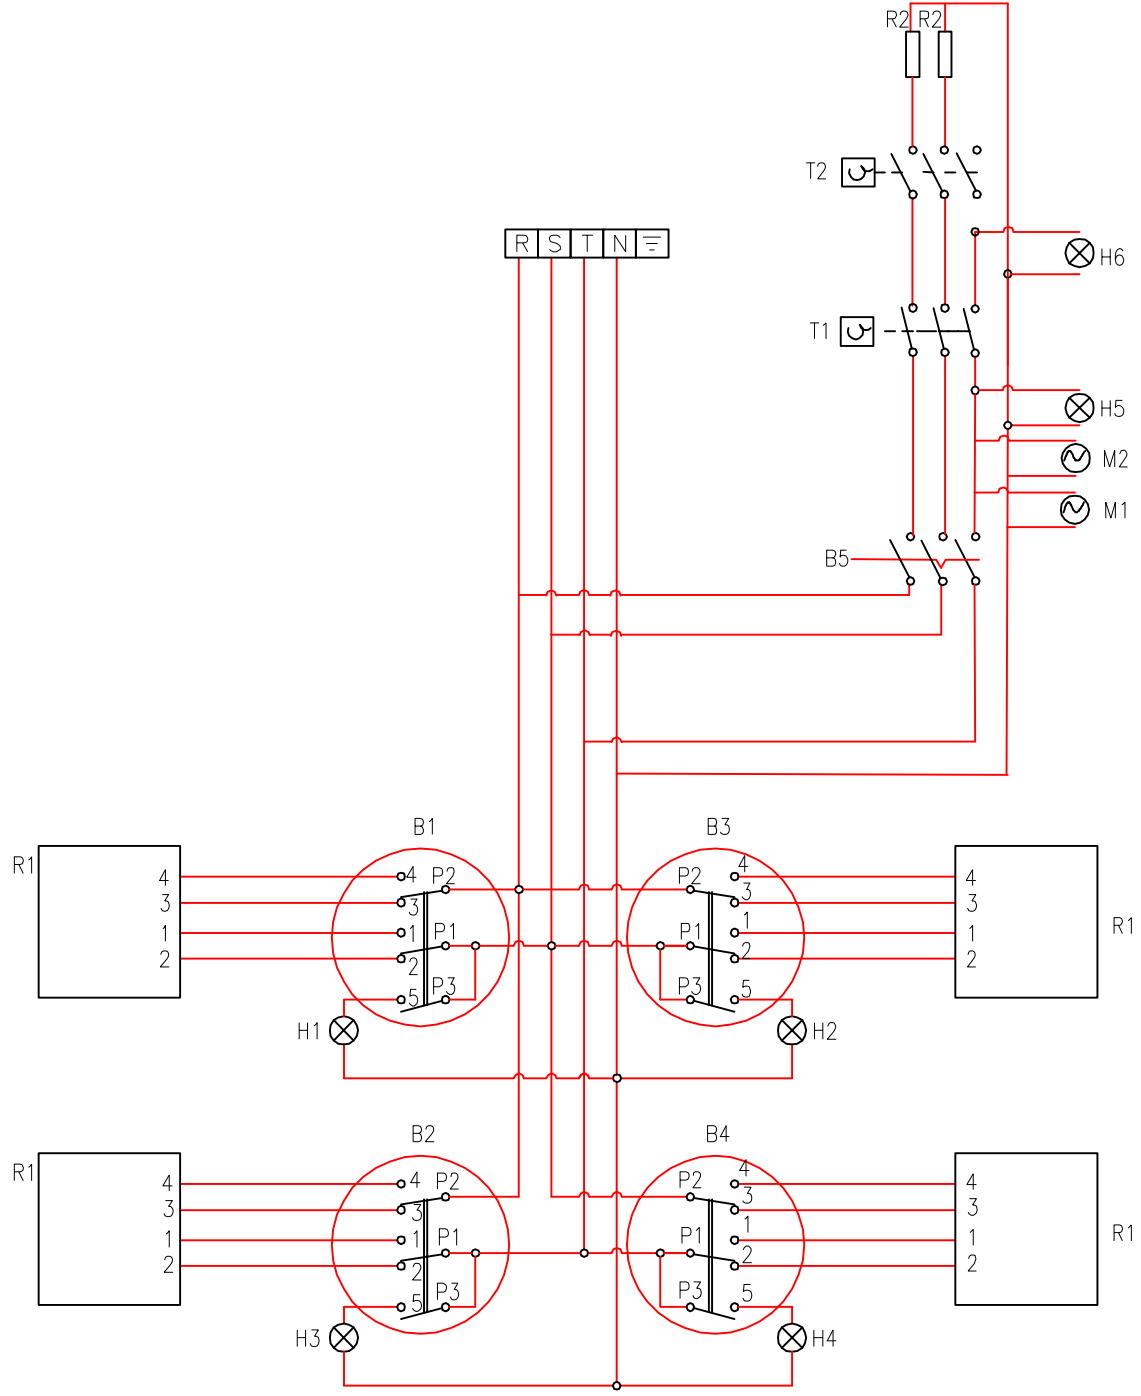 R2 R2
T2
R S T N
H6
T1
H5
M2
M1
B5
B1 B3
R1 4 4 P2 P2 4 4
3 3 3 3
1 1 P1 P1 1 1 R1
2 2 2 2
5 P3 P3 5
H1 H2
B2 B4
R1 4 4 P2 P2 4 4
3 3 3 3
1 1 P1 P1 1 1 R1
2 2 2 2
5 P3 P3 5
H3 H4